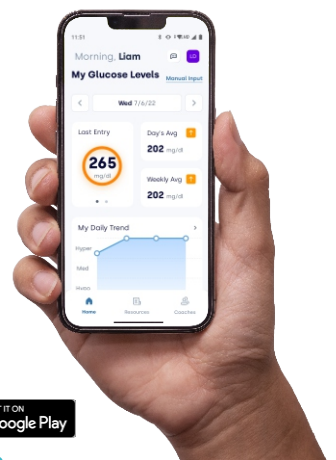 11:51
Morning, Liam
LO
My Glucose Levels
Manual Input
Wed 7/6/22
Last Entry
265
mg/dl
Day's Avg
202 mg/dl
Weekly Avg
202 mg/dl
My Daily Trend
Hyper
Med
Home
Resources
Coaches
T IT ON
oogle Play